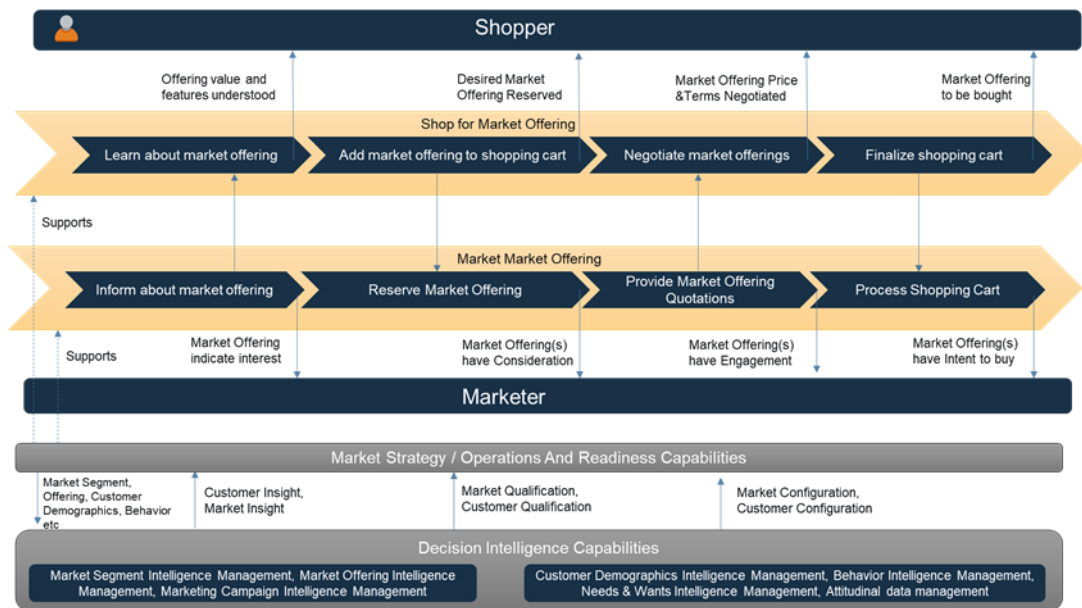 Shopper
Offering value and
features understood
Desired Market
Offering Reserved
Market Offering Price
&Terms Negotiated
Market Offering
to be bought
Shop for Market Offering
Learn about market offering
Add market offering to shopping cart
Negotiate market offerings
Finalize shopping cart
Supports
Market Market Offering
Inform about market offering
Reserve Market Offering
Provide Market Offering
Quotations
Process Shopping Cart
Supports
Market Offering
indicate interest
Market Offering(s)
have Consideration
Market Offering(s)
have Engagement
Market Offering(s)
have Intent to buy
Marketer
Market Strategy / Operations And Readiness Capabilities
Market Segment,
Offering, Customer
Demographics, Behavior
etc
Customer Insight,
Market Insight
Market Qualification,
Customer Qualification
Market Configuration,
Customer Configuration
Decision Intelligence Capabilities
Market Segment Intelligence Management, Market Offering Intelligence
Management, Marketing Campaign Intelligence Management
Customer Demographics Intelligence Management, Behavior Intelligence Management,
Needs & Wants Intelligence Management, Attitudinal data management